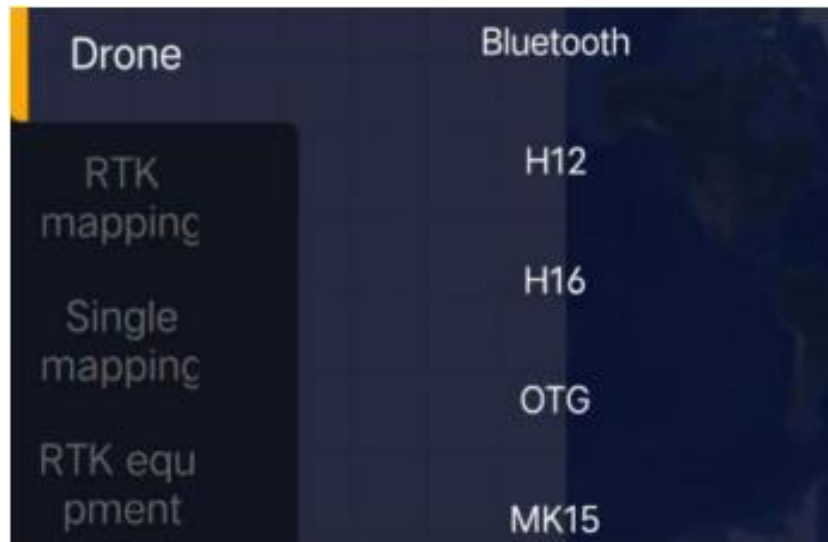 Drone
RTK
mapping
Single
mapping
RTK equ
pment
Bluetooth
H12
H16
OTG
MK15